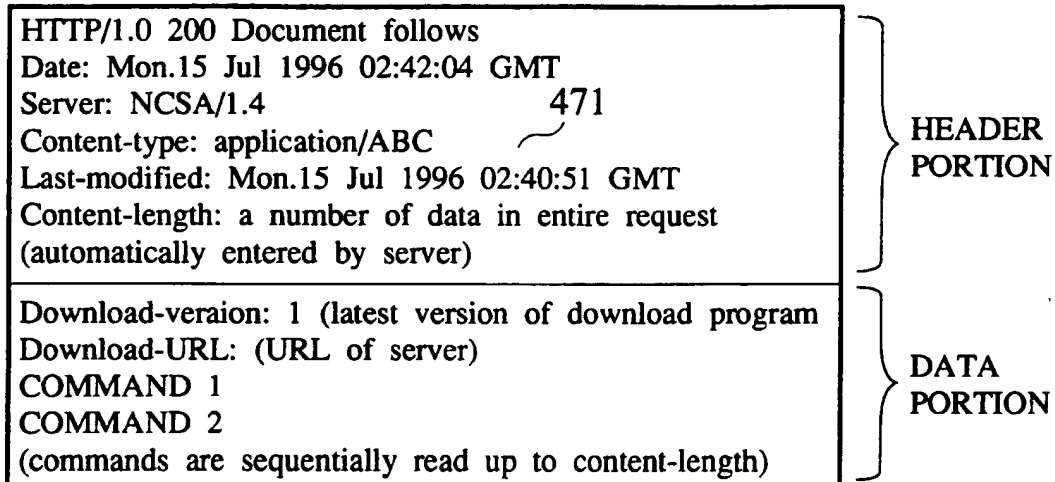 HTTP/1.0 200 Document follows
Date: Mon.15 Jul 1996 02:42:04 GMT
Server: NCSA/1.4
471
Content-type: application/ABC
Last-modified: Mon.15 Jul 1996 02:40:51 GMT
Content-length: a number of data in entire request
(automatically entered by server)
HEADER
PORTION
Download-veraion: 1 (latest version of download program
Download-URL: (URL of server)
COMMAND 1
COMMAND 2
(commands are sequentially read up to content-length)
DATA
PORTION